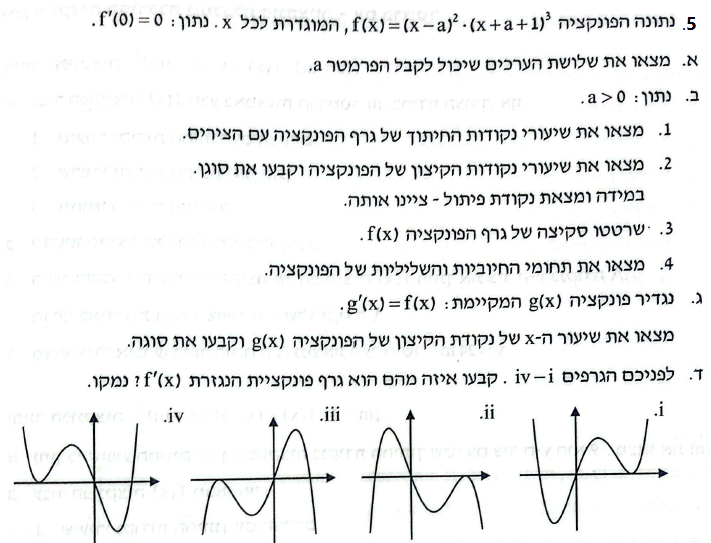 5. נתונה הפונקציה f(x)=(x−a)²·(x+a+1)³, המוגדרת לכל x. נתון: f'(0)=0.
א. מצאו את שלושת הערכים שיכול לקבל הפרמטר a.
ב. נתון: a>0.
1. מצאו את שיעורי נקודות החיתוך של גרף הפונקציה עם הצירים.
2. מצאו את שיעורי נקודות הקיצון של הפונקציה וקבעו את סוגן.
במידה ומצאת נקודת פיתול - ציינו אותה.
3. שרטטו סקיצה של גרף הפונקציה f(x).
4. מצאו את תחומי החיוביות והשליליות של הפונקציה.
ג. נגדיר פונקציה g(x) המקיימת: g'(x)=f(x).
מצאו את שיעור ה-x של נקודת הקיצון של הפונקציה g(x) וקבעו את סוגה.
ד. לפניכם הגרפים iv−i. קבעו איזה מהם הוא גרף פונקציית הנגזרת f'(x)? נמקו.
.i .ii .iii .iv